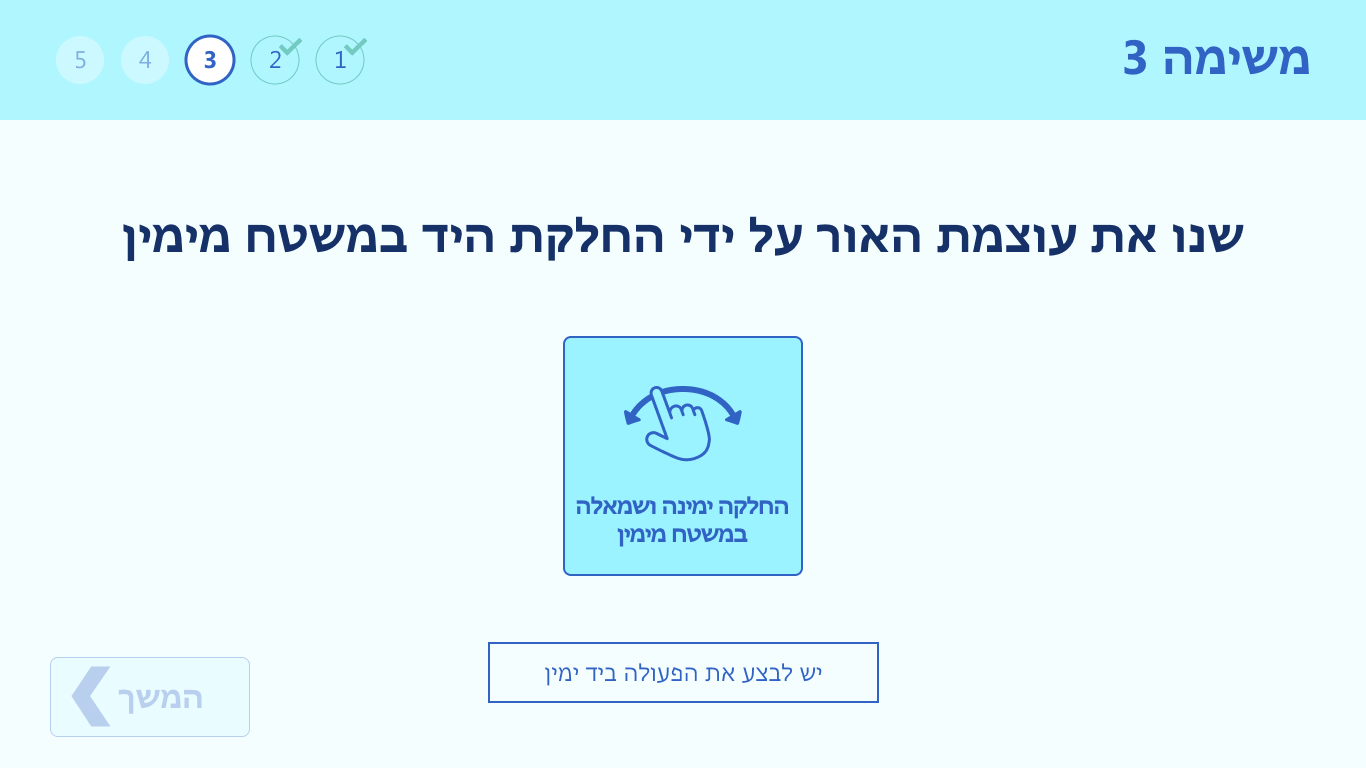 משימה 3
1 2 3 4 5
שנו את עוצמת האור על ידי החלקת היד במשטח מימין
החלקה ימינה ושמאלה
במשטח מימין
יש לבצע את הפעולה ביד ימין
המשך